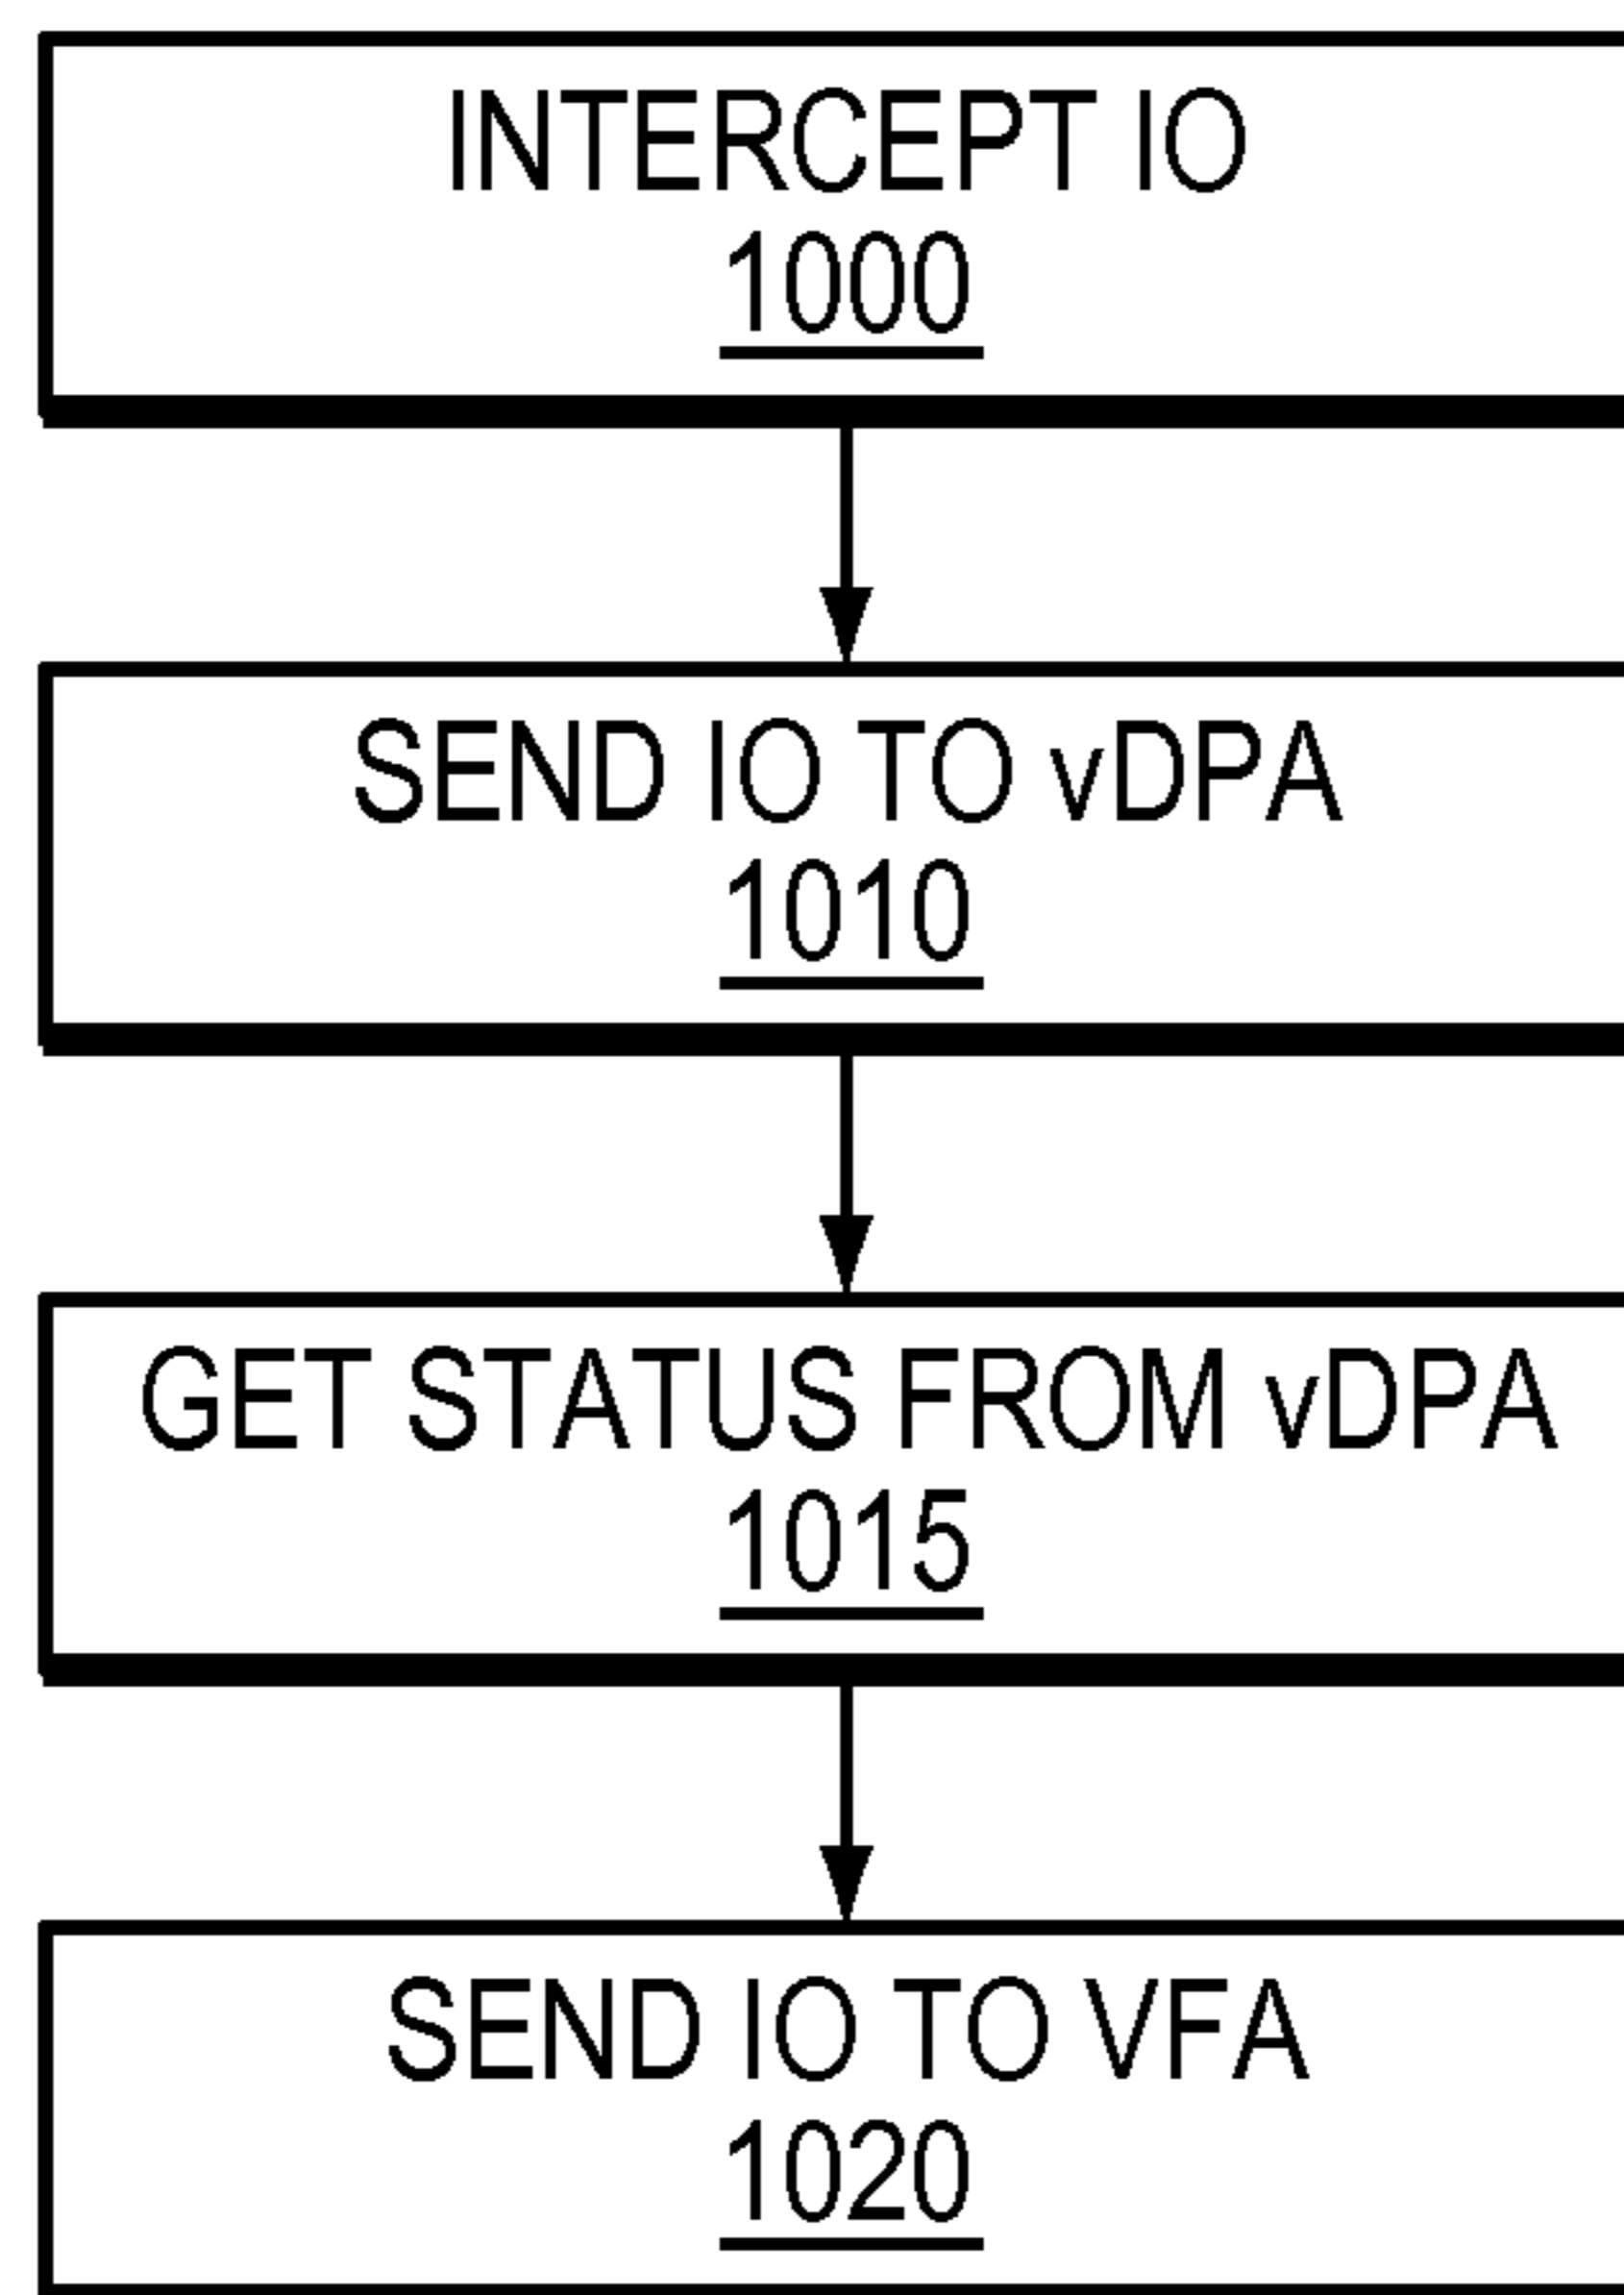 INTERCEPT IO
1000
SEND IO TO vDPA
1010
GET STATUS FROM vDPA
1015
SEND IO TO VFA
1020